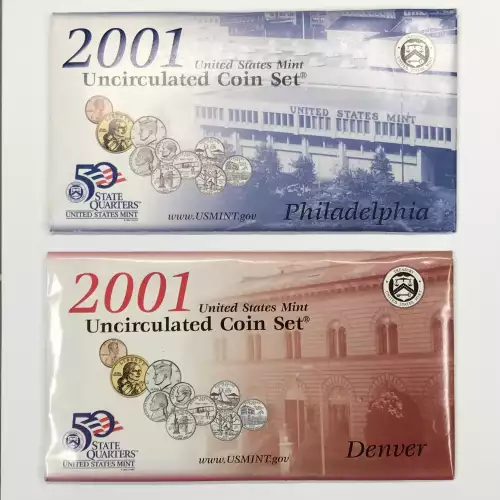 2001 United States Mint
Uncirculated Coin Set®
UNITED STATES MINT
50
STATE
QUARTERS
UNITED STATES MINT
www.USMINT.gov
Philadelphia
2001 United States Mint
Uncirculated Coin Set®
50
STATE
QUARTERS
UNITED STATES MINT
www.USMINT.gov
Denver